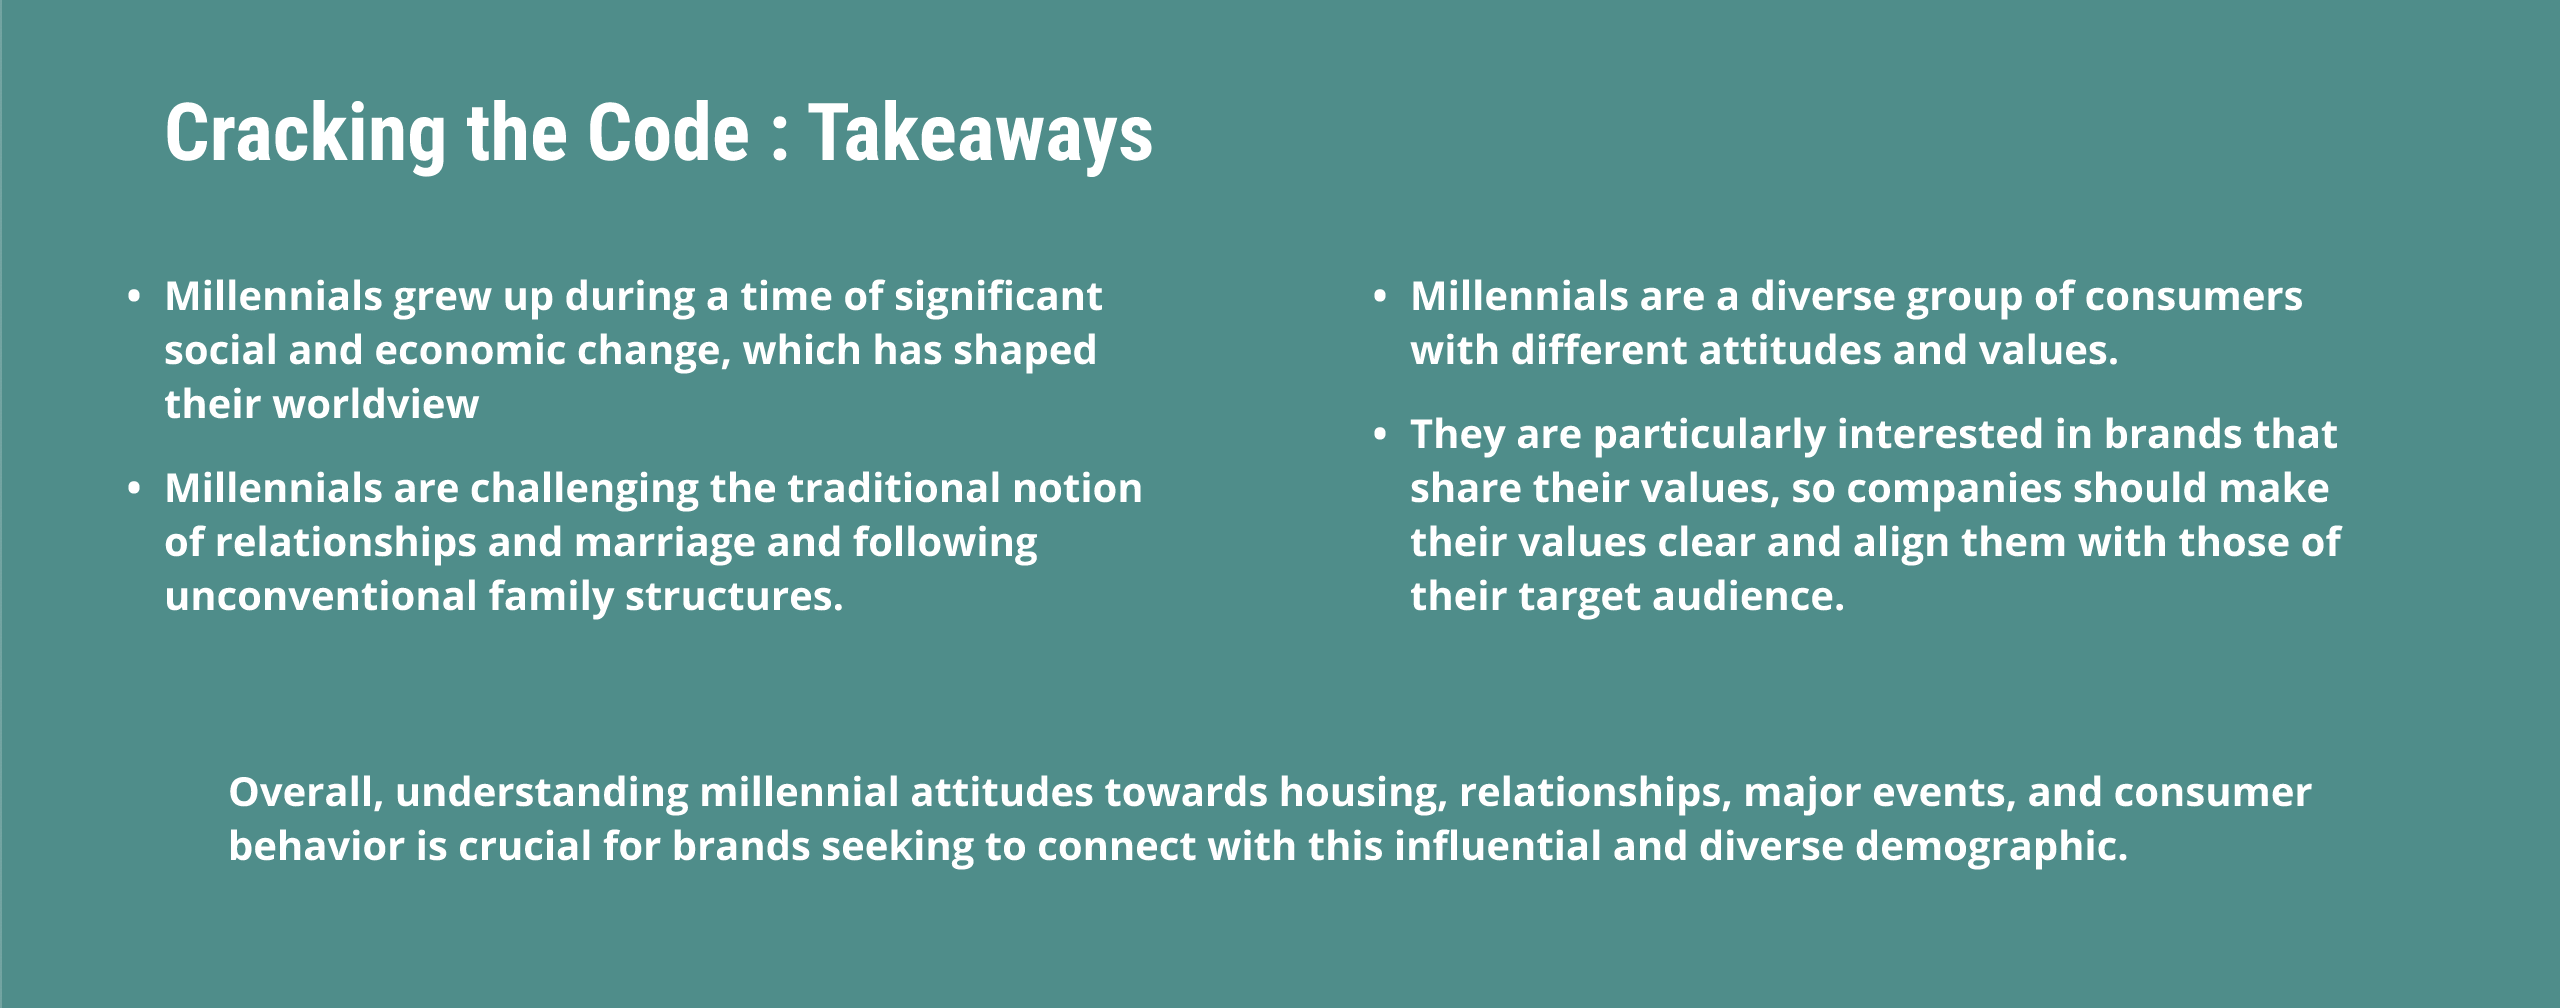 Cracking the Code : Takeaways
• Millennials grew up during a time of significant
social and economic change, which has shaped
their worldview
• Millennials are challenging the traditional notion
of relationships and marriage and following
unconventional family structures.
• Millennials are a diverse group of consumers
with different attitudes and values.
• They are particularly interested in brands that
share their values, so companies should make
their values clear and align them with those of
their target audience.
Overall, understanding millennial attitudes towards housing, relationships, major events, and consumer
behavior is crucial for brands seeking to connect with this influential and diverse demographic.